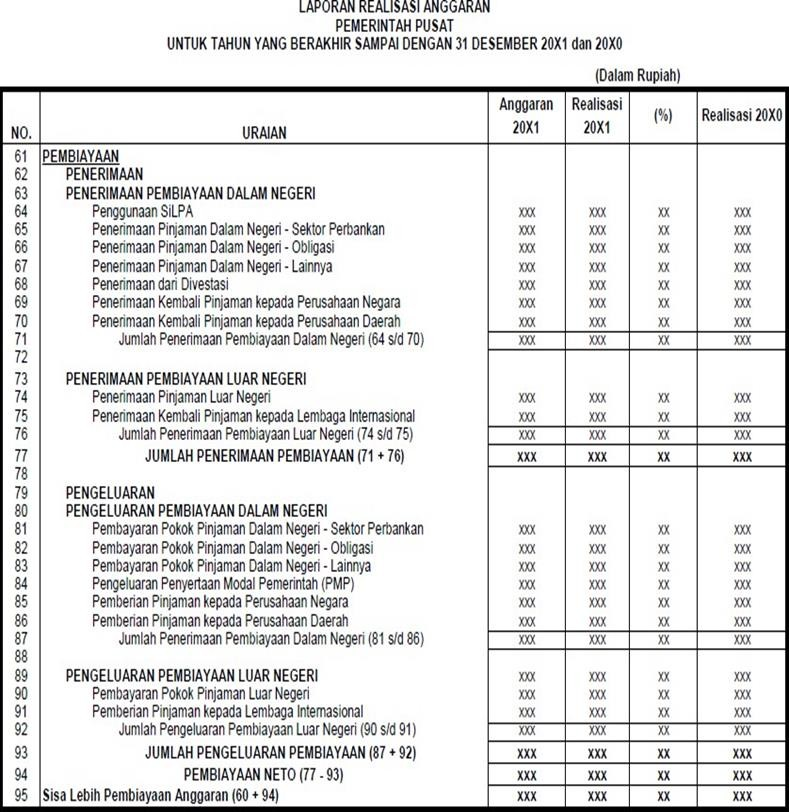 LAPORAN REALISASI ANGGARAN
PEMERINTAH PUSAT
UNTUK TAHUN YANG BERAKHIR SAMPAI DENGAN 31 DESEMBER 20X1 dan 20X0
(Dalam Rupiah)
NO. URAIAN Anggaran 20X1 Realisasi 20X1 (%) Realisasi 20X0
61 PEMBIAYAAN
62 PENERIMAAN
63 PENERIMAAN PEMBIAYAAN DALAM NEGERI
64 Penggunaan SiLPA xxx xxx xx xxx
65 Penerimaan Pinjaman Dalam Negeri - Sektor Perbankan xxx xxx xx xxx
66 Penerimaan Pinjaman Dalam Negeri - Obligasi xxx xxx xx xxx
67 Penerimaan Pinjaman Dalam Negeri - Lainnya xxx xxx xx xxx
68 Penerimaan dari Divestasi xxx xxx xx xxx
69 Penerimaan Kembali Pinjaman kepada Perusahaan Negara xxx xxx xx xxx
70 Penerimaan Kembali Pinjaman kepada Perusahaan Daerah xxx xxx xx xxx
71 Jumlah Penerimaan Pembiayaan Dalam Negeri (64 s/d 70) xxx xxx xx xxx
72
73 PENERIMAAN PEMBIAYAAN LUAR NEGERI
74 Penerimaan Pinjaman Luar Negeri xxx xxx xx xxx
75 Penerimaan Kembali Pinjaman kepada Lembaga Internasional xxx xxx xx xxx
76 Jumlah Penerimaan Pembiayaan Luar Negeri (74 s/d 75) xxx xxx xx xxx
77 JUMLAH PENERIMAAN PEMBIAYAAN (71 + 76) xxx xxx xx xxx
78
79 PENGELUARAN
80 PENGELUARAN PEMBIAYAAN DALAM NEGERI
81 Pembayaran Pokok Pinjaman Dalam Negeri - Sektor Perbankan xxx xxx xx xxx
82 Pembayaran Pokok Pinjaman Dalam Negeri - Obligasi xxx xxx xx xxx
83 Pembayaran Pokok Pinjaman Dalam Negeri - Lainnya xxx xxx xx xxx
84 Pengeluaran Penyertaan Modal Pemerintah (PMP) xxx xxx xx xxx
85 Pemberian Pinjaman kepada Perusahaan Negara xxx xxx xx xxx
86 Pemberian Pinjaman kepada Perusahaan Daerah xxx xxx xx xxx
87 Jumlah Penerimaan Pembiayaan Dalam Negeri (81 s/d 86) xxx xxx xx xxx
88
89 PENGELUARAN PEMBIAYAAN LUAR NEGERI xxx xxx xx xxx
90 Pembayaran Pokok Pinjaman Luar Negeri xxx xxx xx xxx
91 Pemberian Pinjaman kepada Lembaga Internasional xxx xxx xx xxx
92 Jumlah Pengeluaran Pembiayaan Luar Negeri (90 s/d 91) xxx xxx xx xxx
93 JUMLAH PENGELUARAN PEMBIAYAAN (87 + 92) xxx xxx xx xxx
94 PEMBIAYAAN NETO (77 - 93) xxx xxx xx xxx
95 Sisa Lebih Pembiayaan Anggaran (60 + 94) xxx xxx xx xxx